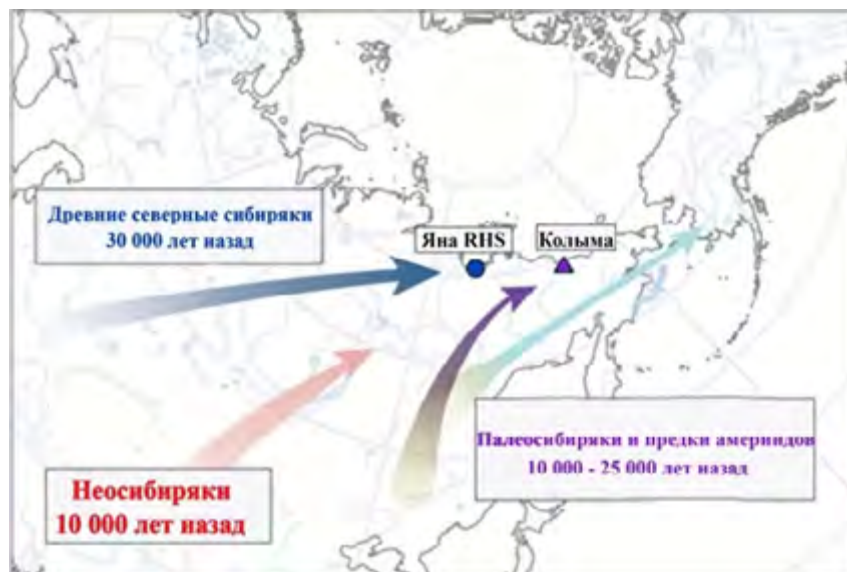 Древние северные сибиряки
30 000 лет назад
Яна RHS
Колыма
Палеосибиряки и предки америндов
10 000 - 25 000 лет назад
Неосибиряки
10 000 лет назад